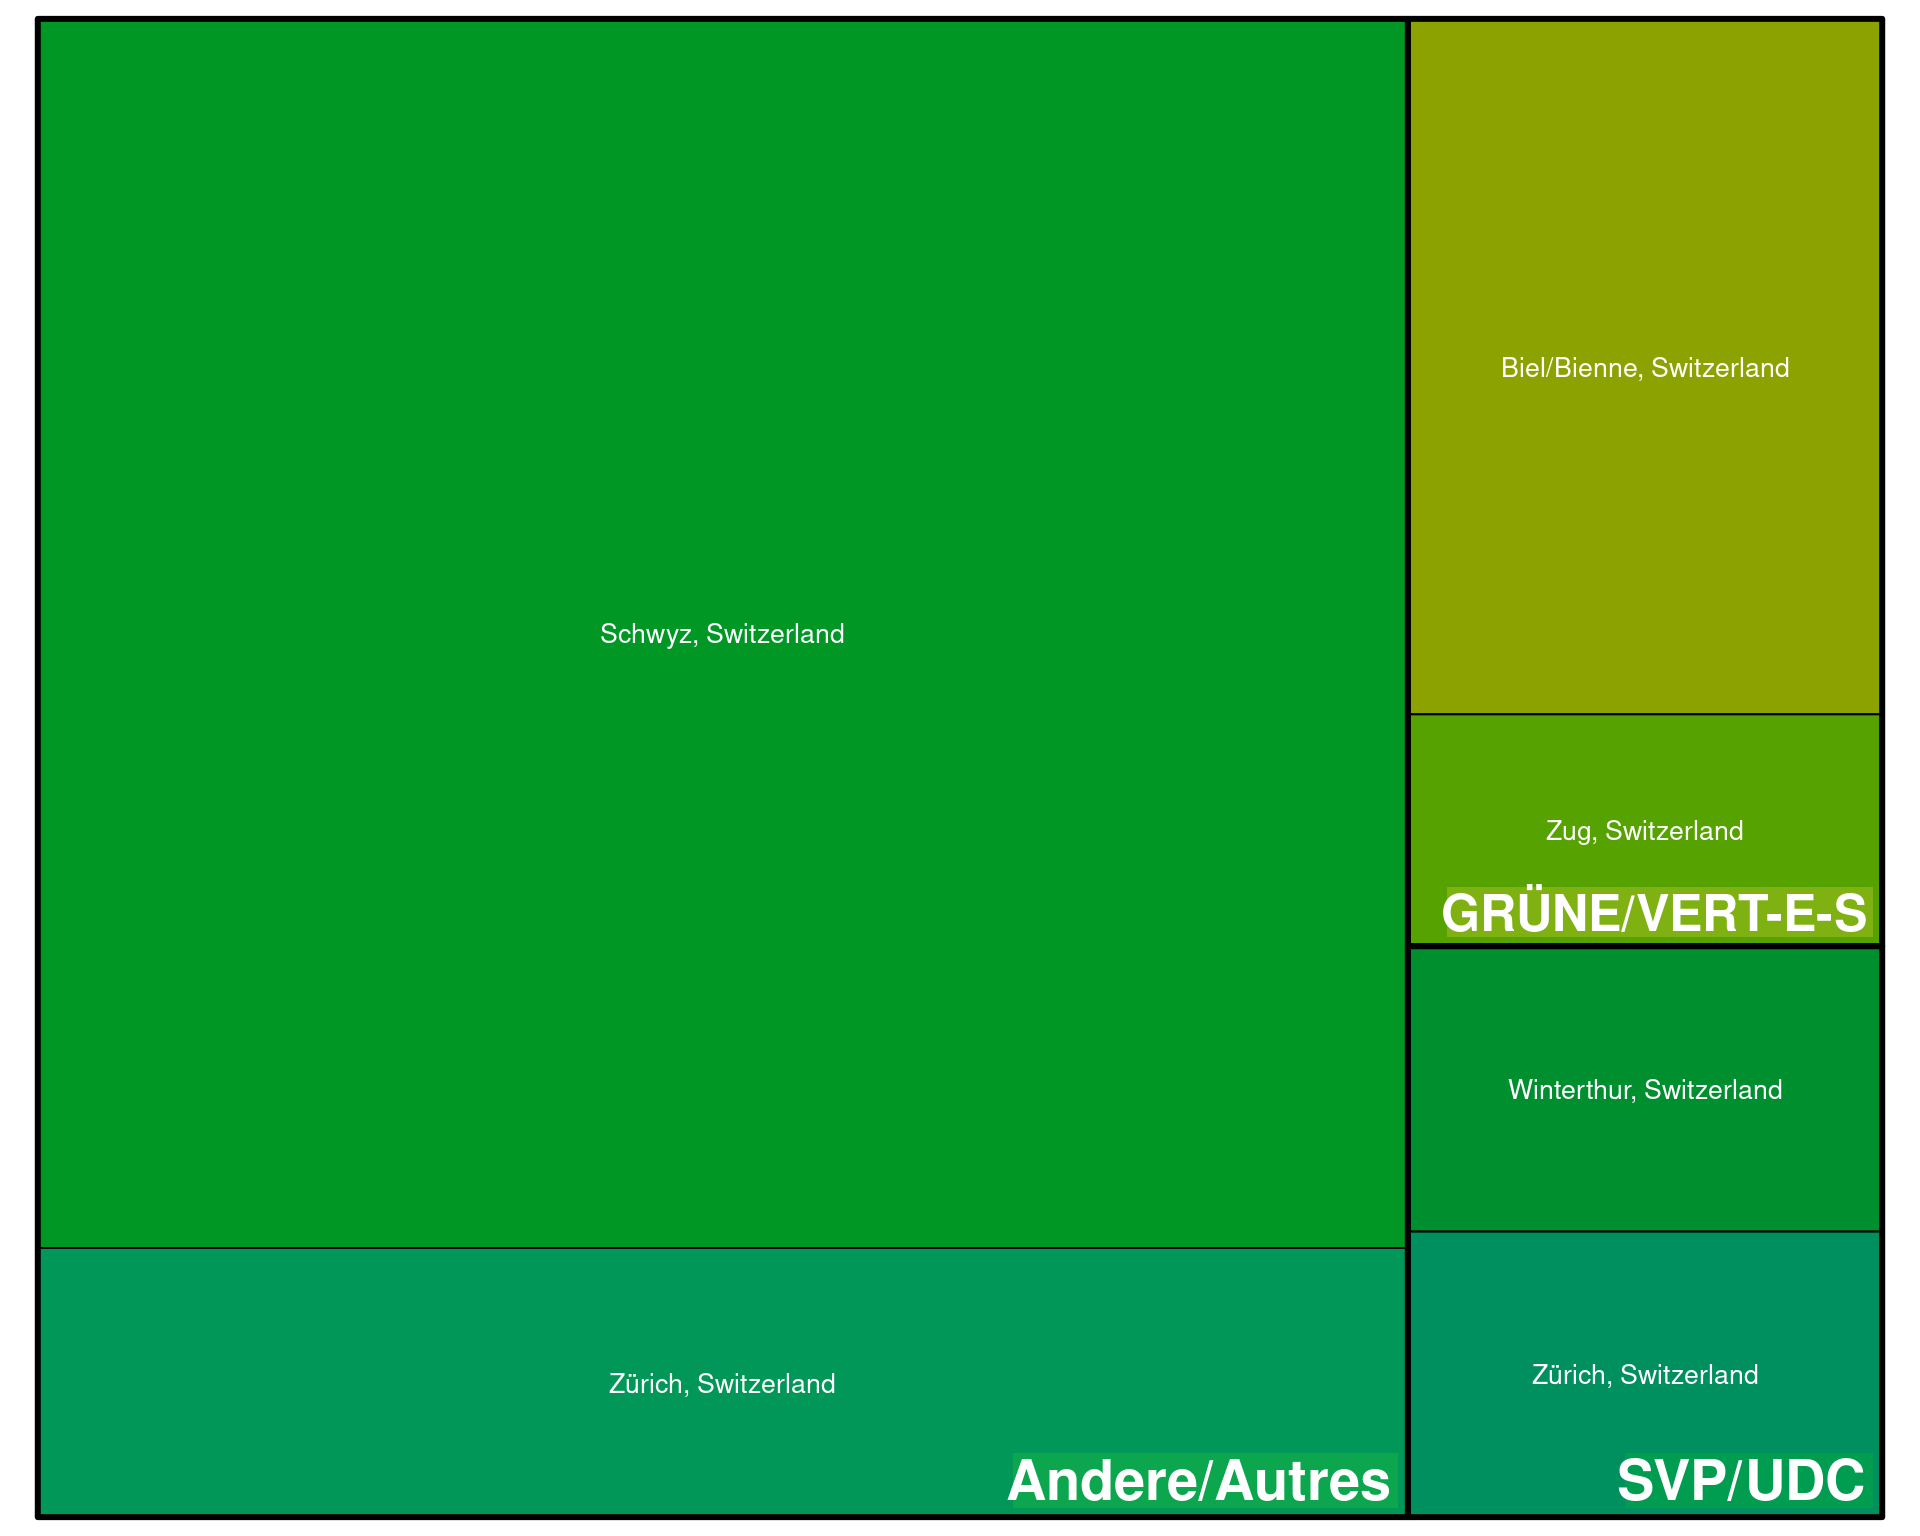 Schwyz, Switzerland
Zürich, Switzerland
Andere/Autres
Biel/Bienne, Switzerland
Zug, Switzerland
GRÜNE/VERT-E-S
Winterthur, Switzerland
Zürich, Switzerland
SVP/UDC